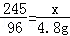 245/96 = x/4.8g